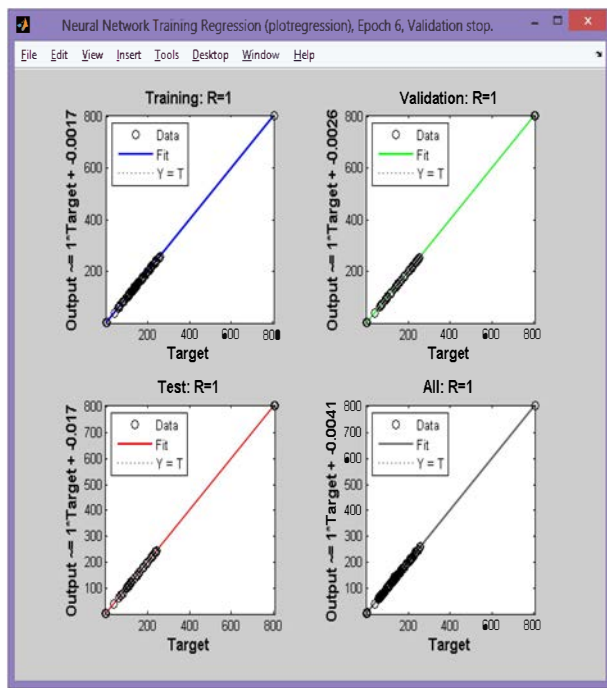 Neural Network Training Regression (plotregression), Epoch 6, Validation stop.
File Edit View Insert Tools Desktop Window Help
Training: R=1
Output ~= 1*Target + -0.0017
800
600
400
200
Data
Fit
Y = T
200 400 600 800
Target
Validation: R=1
Output ~= 1*Target + -0.0026
800
600
400
200
Data
Fit
Y = T
200 400 600 800
Target
Test: R=1
Output ~= 1*Target + -0.017
800
700
600
500
400
300
200
100
Data
Fit
Y = T
200 400 600 800
Target
All: R=1
Output ~= 1*Target + -0.0041
800
700
600
500
400
300
200
100
Data
Fit
Y = T
200 400 600 800
Target